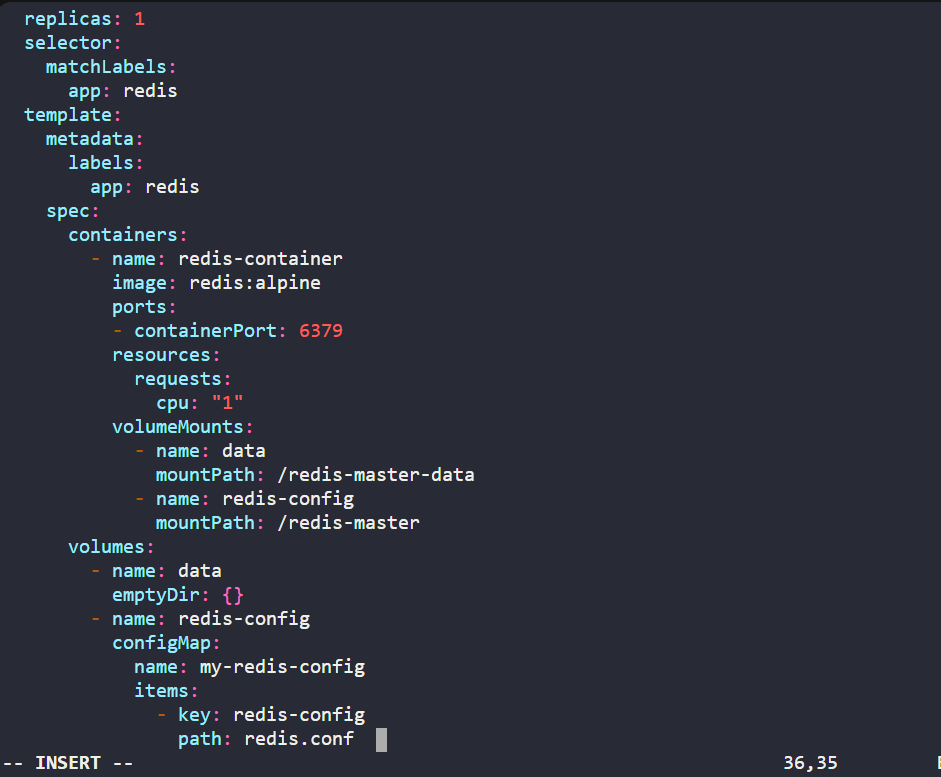 replicas: 1
  selector:
    matchLabels:
      app: redis
  template:
    metadata:
      labels:
        app: redis
    spec:
      containers:
        - name: redis-container
          image: redis:alpine
          ports:
          - containerPort: 6379
          resources:
            requests:
              cpu: "1"
          volumeMounts:
            - name: data
              mountPath: /redis-master-data
            - name: redis-config
              mountPath: /redis-master
      volumes:
        - name: data
          emptyDir: {}
        - name: redis-config
          configMap:
            name: my-redis-config
            items:
              - key: redis-config
                path: redis.conf
-- INSERT -- 36,35